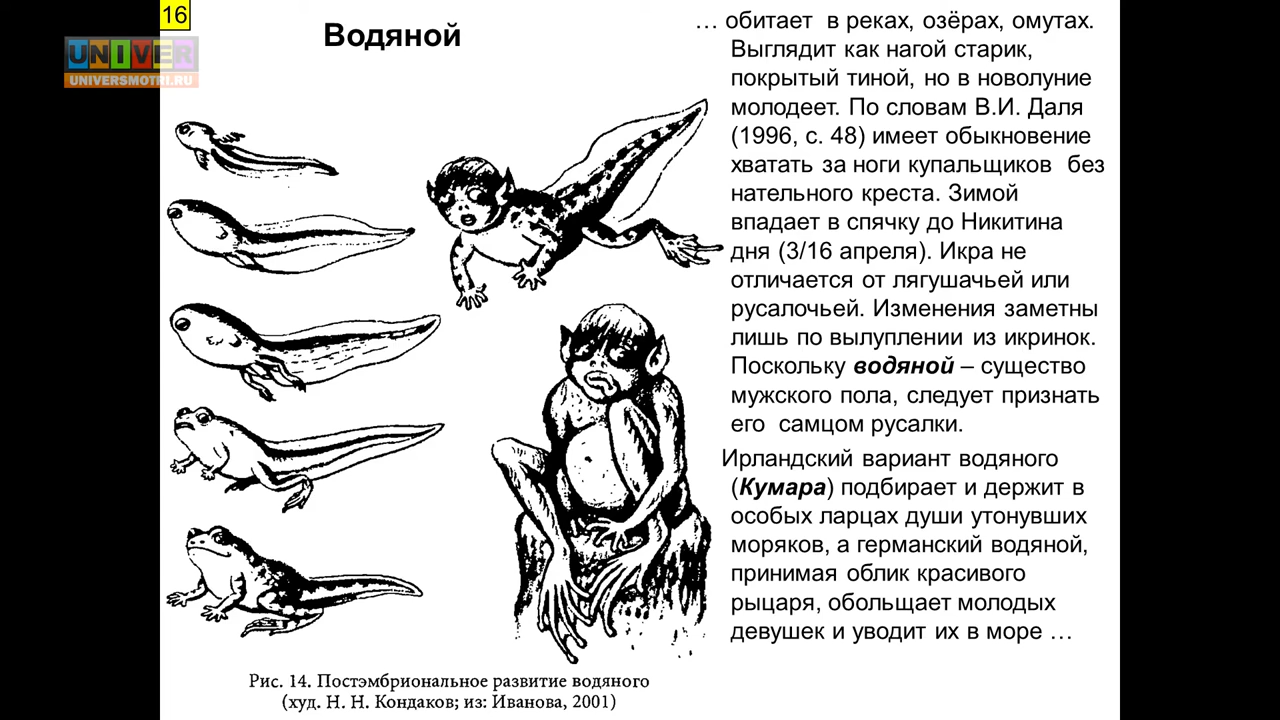 16
UNIVER
UNIVERSMOTRI.RU
Водяной
… обитает в реках, озёрах, омутах.
Выглядит как нагой старик,
покрытый тиной, но в новолуние
молодеет. По словам В.И. Даля
(1996, с. 48) имеет обыкновение
хватать за ноги купальщиков без
нательного креста. Зимой
впадает в спячку до Никитина
дня (3/16 апреля). Икра не
отличается от лягушачьей или
русалочьей. Изменения заметны
лишь по вылуплении из икринок.
Поскольку водяной – существо
мужского пола, следует признать
его самцом русалки.
Ирландский вариант водяного
(Кумара) подбирает и держит в
особых ларцах души утонувших
моряков, а германский водяной,
принимая облик красивого
рыцаря, обольщает молодых
девушек и уводит их в море …
Рис. 14. Постэмбриональное развитие водяного
(худ. Н. Н. Кондаков; из: Иванова, 2001)